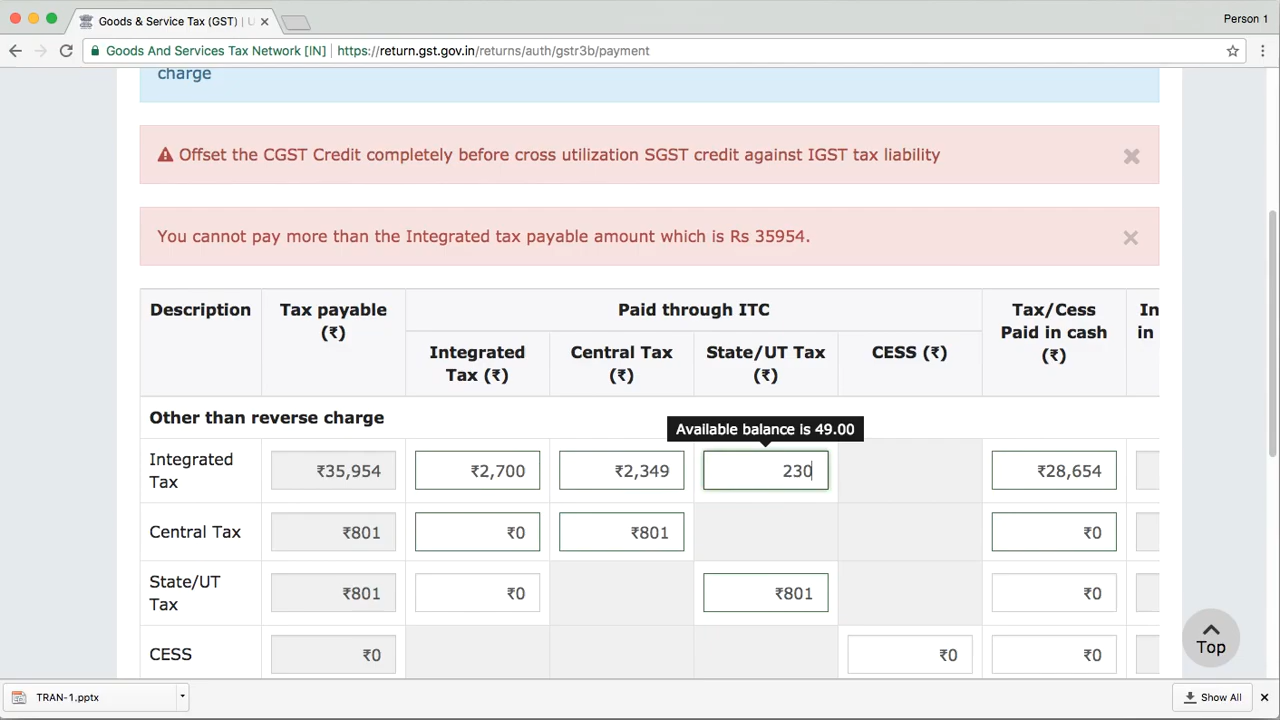 Goods & Service Tax (GST) | U
Person 1
Goods And Services Tax Network [IN] https://return.gst.gov.in/returns/auth/gstr3b/payment
charge
Offset the CGST Credit completely before cross utilization SGST credit against IGST tax liability
You cannot pay more than the Integrated tax payable amount which is Rs 35954.
Description
Tax payable
(₹)
Paid through ITC
Tax/Cess
Paid in cash
(₹)
In
in
Integrated
Tax (₹)
Central Tax
(₹)
State/UT Tax
(₹)
CESS (₹)
Other than reverse charge
Available balance is 49.00
Integrated
Tax
₹35,954 ₹2,700 ₹2,349 230 ₹28,654
Central Tax ₹801 ₹0 ₹801 ₹0
State/UT
Tax
₹801 ₹0 ₹801 ₹0
CESS ₹0 ₹0 ₹0
Top
TRAN-1.pptx
Show All